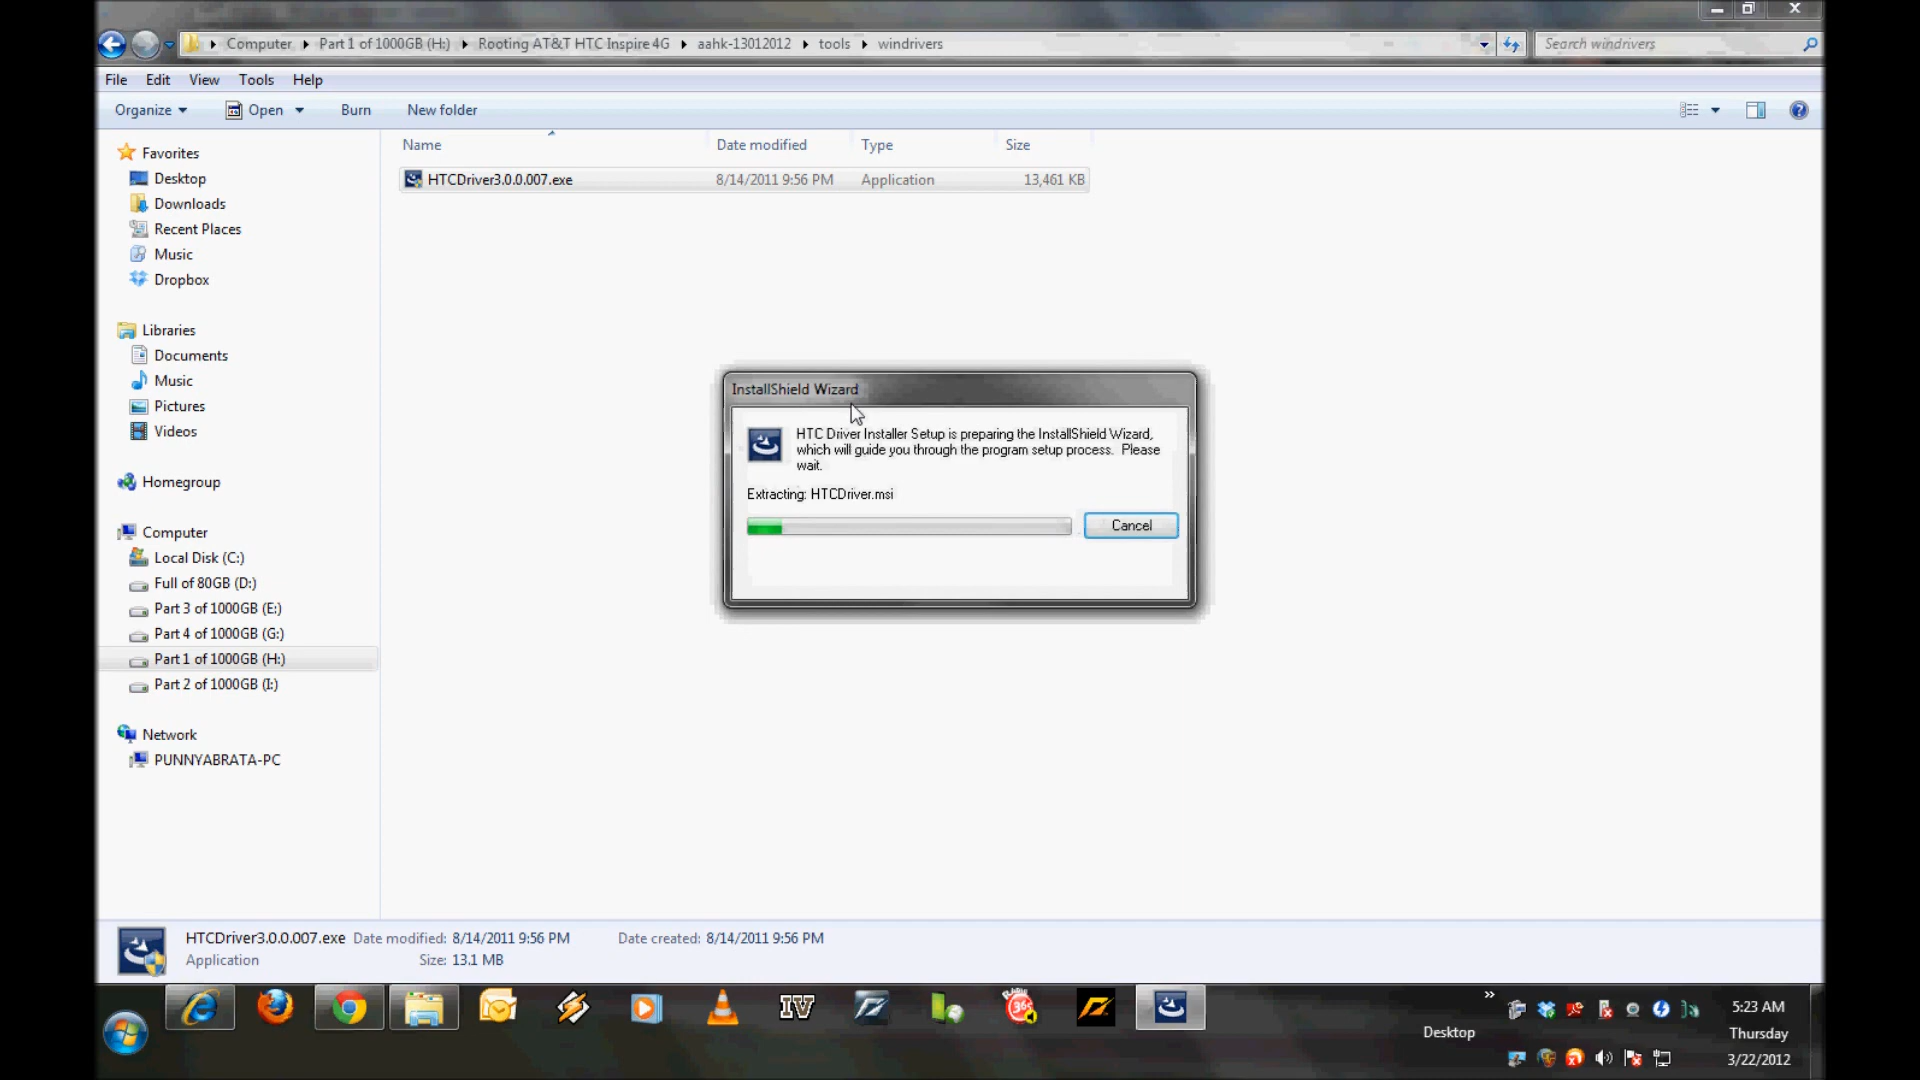 Computer Part 1 of 1000GB (H:) Rooting AT&T HTC Inspire 4G aahk-13012012 tools windrivers Search windrivers
File Edit View Tools Help
Organize Open Burn New folder
Name Date modified Type Size
HTCDriver3.0.0.007.exe 8/14/2011 9:56 PM Application 13,461 KB
Favorites
Desktop
Downloads
Recent Places
Music
Dropbox
Libraries
Documents
Music
Pictures
Videos
Homegroup
Computer
Local Disk (C:)
Full of 80GB (D:)
Part 3 of 1000GB (E:)
Part 4 of 1000GB (G:)
Part 1 of 1000GB (H:)
Part 2 of 1000GB (I:)
Network
PUNNYABRATA-PC
InstallShield Wizard
HTC Driver Installer Setup is preparing the InstallShield Wizard,
which will guide you through the program setup process. Please
wait.
Extracting: HTCDriver.msi
Cancel
HTCDriver3.0.0.007.exe Date modified: 8/14/2011 9:56 PM Date created: 8/14/2011 9:56 PM
Application Size: 13.1 MB
IV
Desktop
5:23 AM
Thursday
3/22/2012